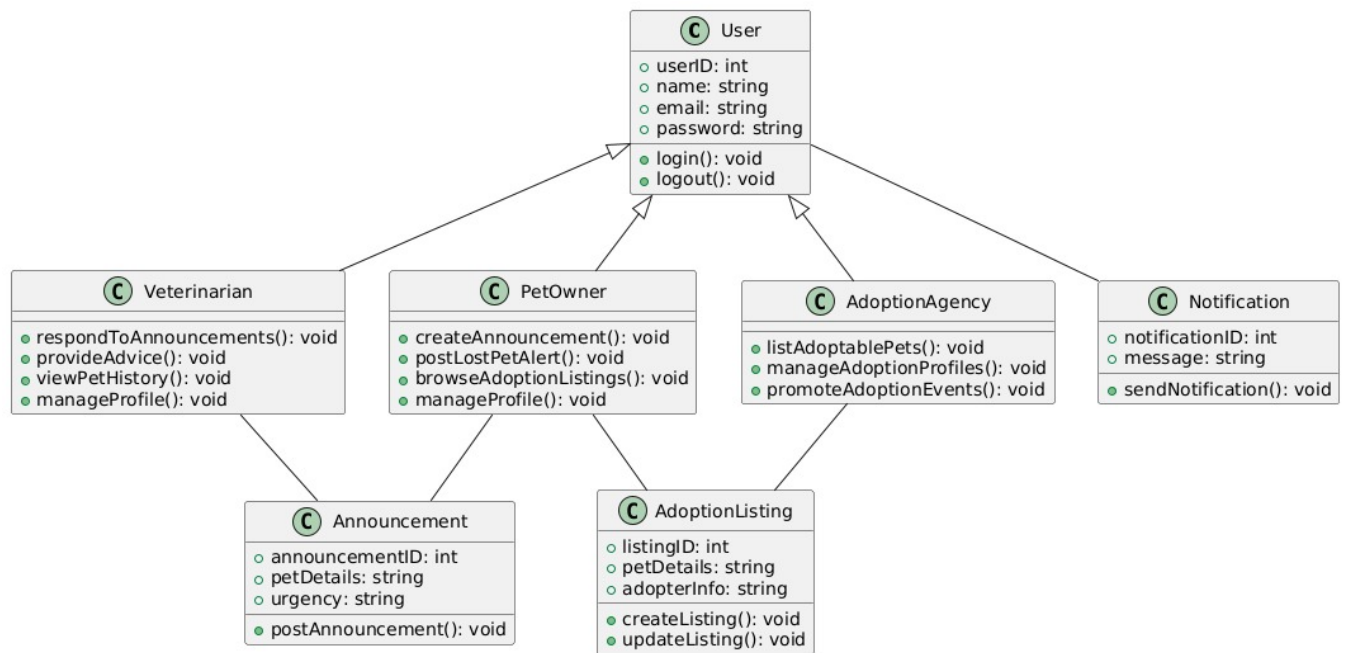 C User
userID: int
name: string
email: string
password: string
login(): void
logout(): void
C Veterinarian
respondToAnnouncements(): void
provideAdvice(): void
viewPetHistory(): void
manageProfile(): void
C PetOwner
createAnnouncement(): void
postLostPetAlert(): void
browseAdoptionListings(): void
manageProfile(): void
C AdoptionAgency
listAdoptablePets(): void
manageAdoptionProfiles(): void
promoteAdoptionEvents(): void
C Notification
notificationID: int
message: string
sendNotification(): void
C Announcement
announcementID: int
petDetails: string
urgency: string
postAnnouncement(): void
C AdoptionListing
listingID: int
petDetails: string
adopterInfo: string
createListing(): void
updateListing(): void